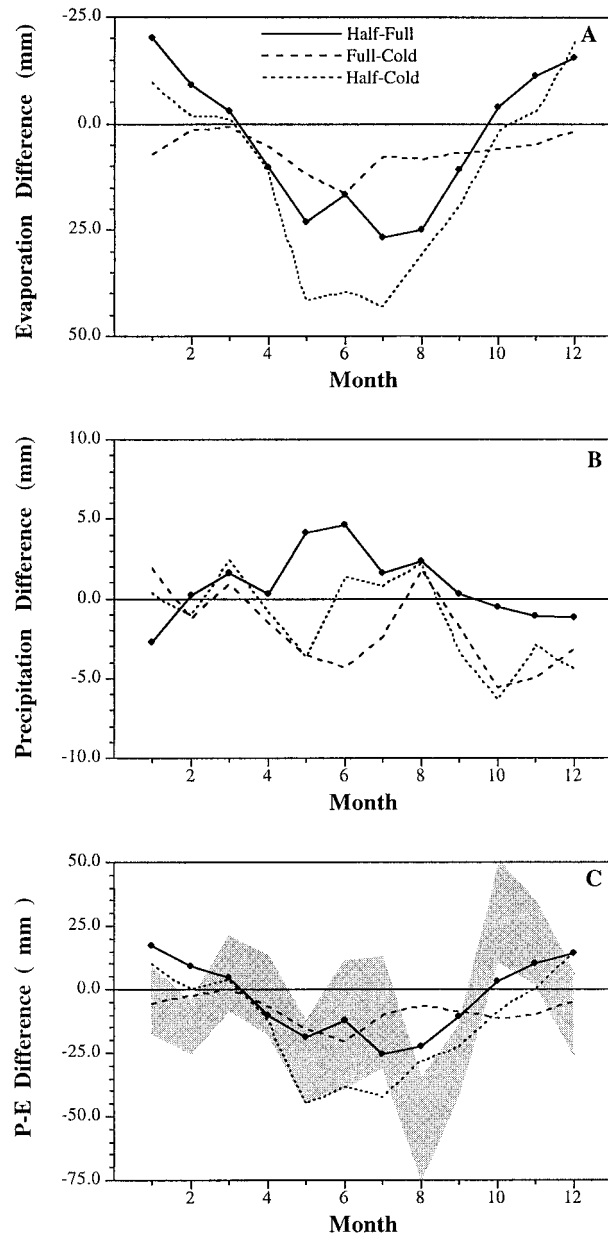 Half-Full
Full-Cold
Half-Cold
A
Evaporation Difference (mm)
-25.0
0.0
25.0
50.0
2 4 6 8 10 12
Month
B
Precipitation Difference (mm)
10.0
5.0
0.0
-5.0
-10.0
2 4 6 8 10 12
Month
C
P-E Difference ( mm )
50.0
25.0
0.0
-25.0
-50.0
-75.0
2 4 6 8 10 12
Month